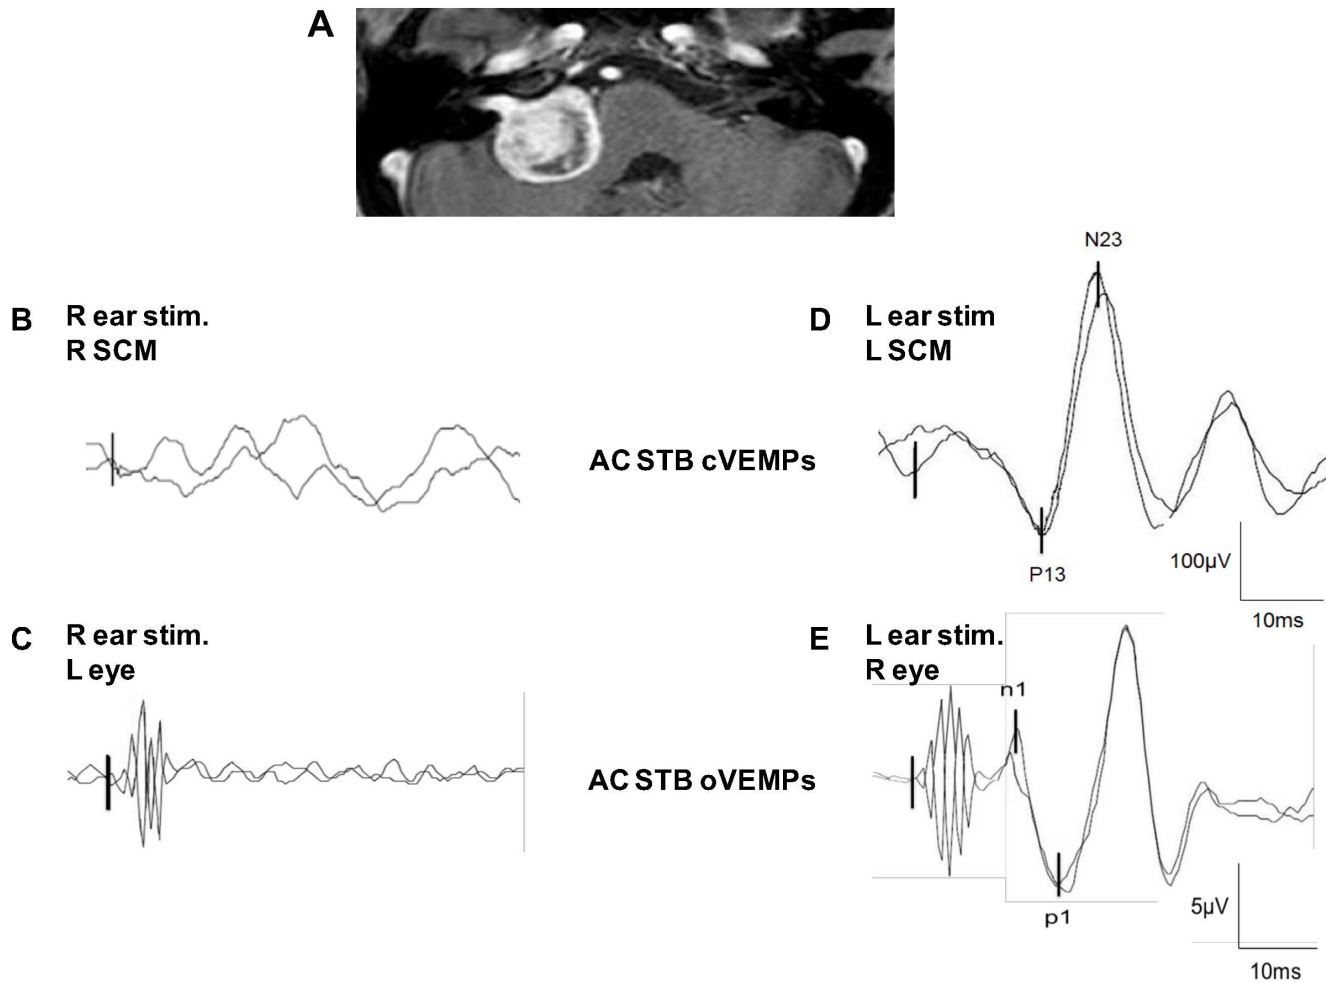 A
B
R ear stim.
R SCM
AC STB cVEMPs
D
L ear stim
L SCM
N23
P13
100µV
10ms
C
R ear stim.
L eye
AC STB oVEMPs
E
L ear stim.
R eye
n1
p1
5µV
10ms